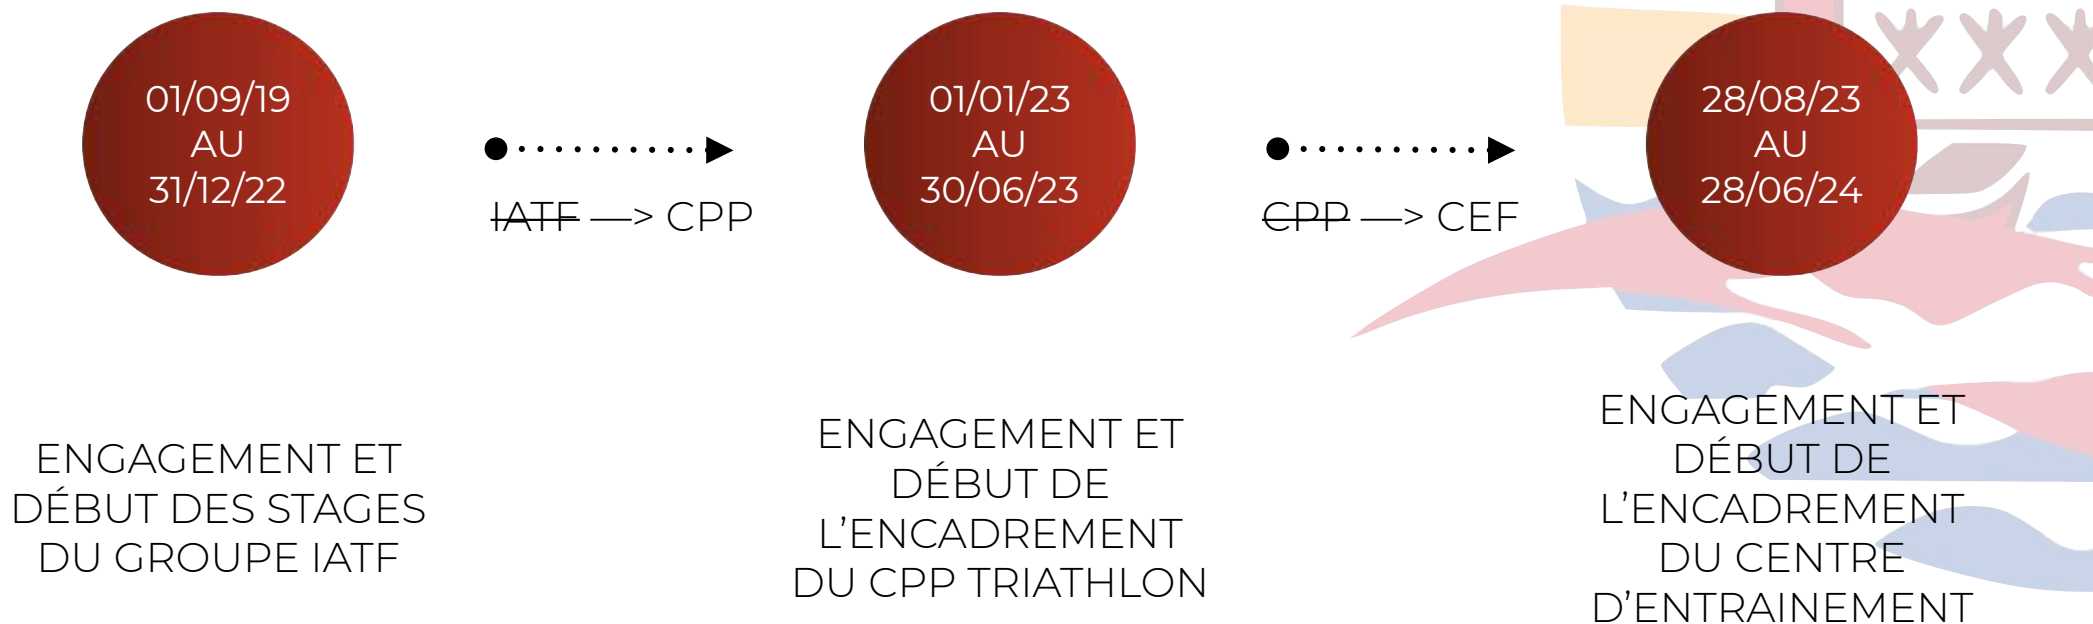 01/09/19
AU
31/12/22
IATF —> CPP
01/01/23
AU
30/06/23
CPP —> CEF
28/08/23
AU
28/06/24
ENGAGEMENT ET
DÉBUT DES STAGES
DU GROUPE IATF
ENGAGEMENT ET
DÉBUT DE
L’ENCADREMENT
DU CPP TRIATHLON
ENGAGEMENT ET
DÉBUT DE
L’ENCADREMENT
DU CENTRE
D’ENTRAINEMENT